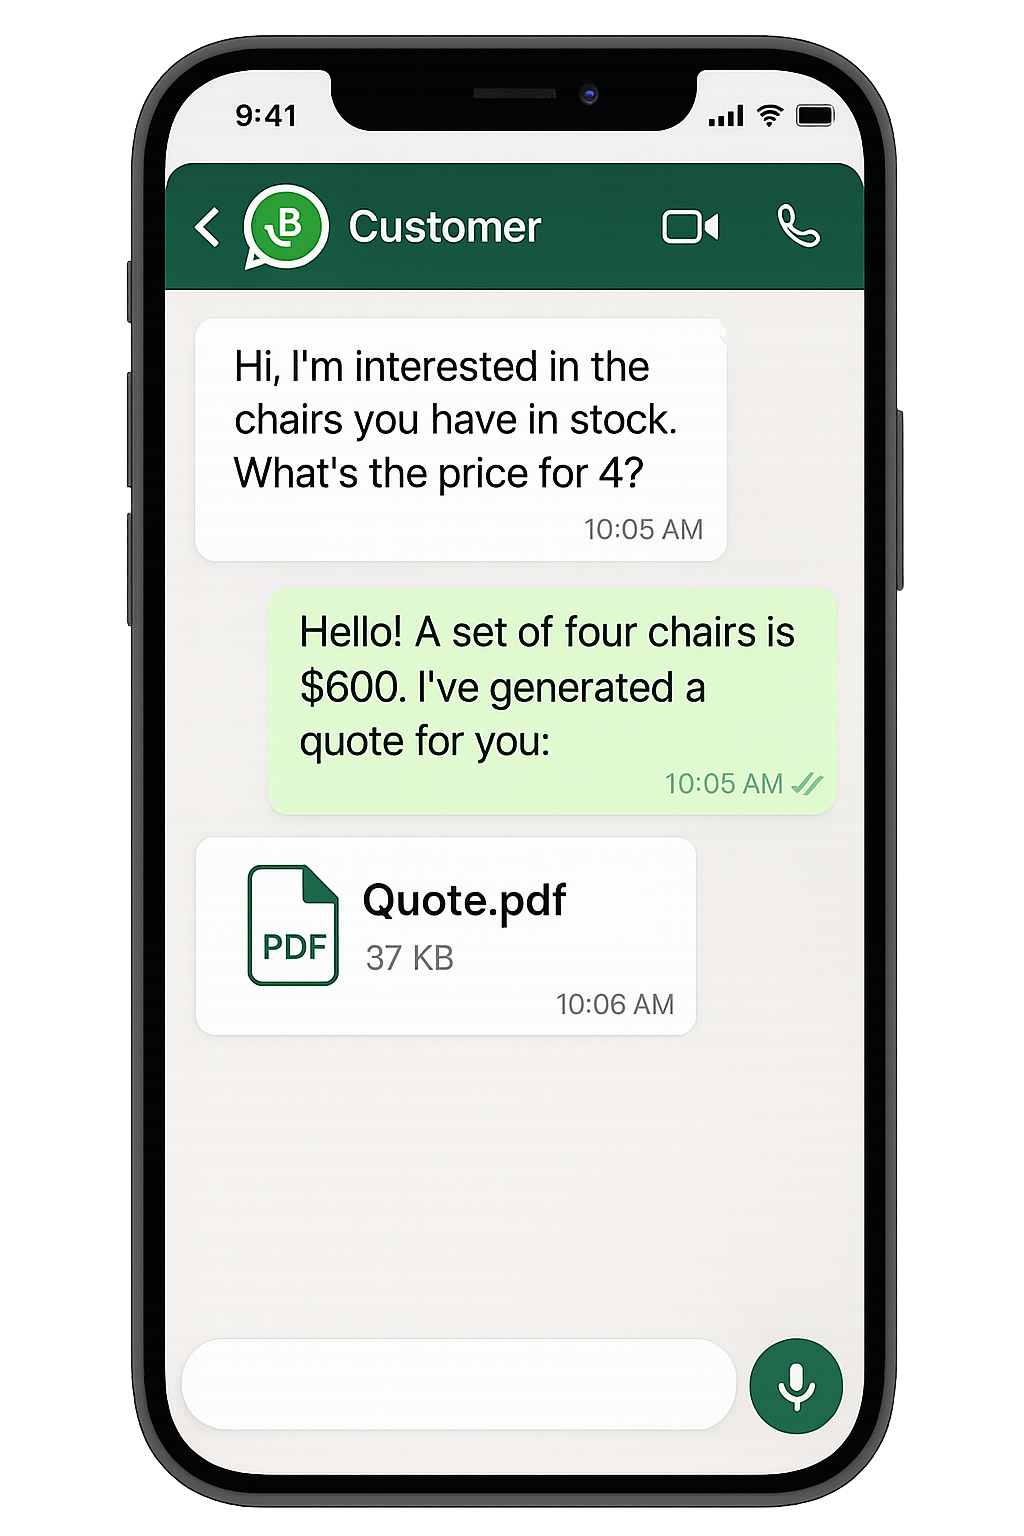 9:41
B
Customer
Hi, I'm interested in the
chairs you have in stock.
What's the price for 4?
10:05 AM
Hello! A set of four chairs is
$600. I've generated a
quote for you:
10:05 AM
PDF
Quote.pdf
37 KB
10:06 AM